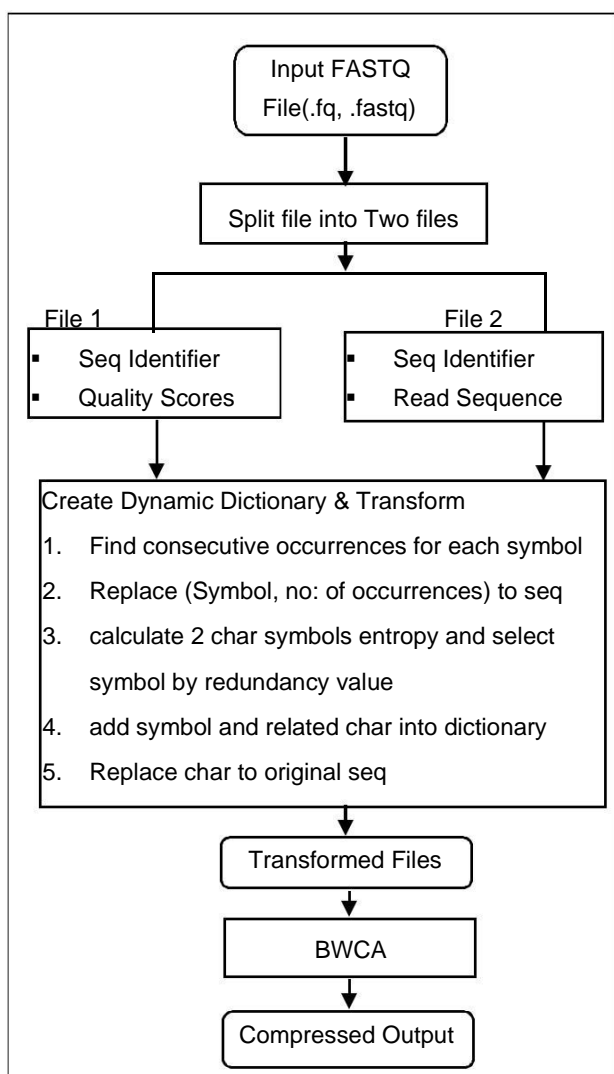 Input FASTQ
File(.fq, .fastq)
Split file into Two files
File 1
▪ Seq Identifier
▪ Quality Scores
File 2
▪ Seq Identifier
▪ Read Sequence
Create Dynamic Dictionary & Transform
1. Find consecutive occurrences for each symbol
2. Replace (Symbol, no: of occurrences) to seq
3. calculate 2 char symbols entropy and select
symbol by redundancy value
4. add symbol and related char into dictionary
5. Replace char to original seq
Transformed Files
BWCA
Compressed Output